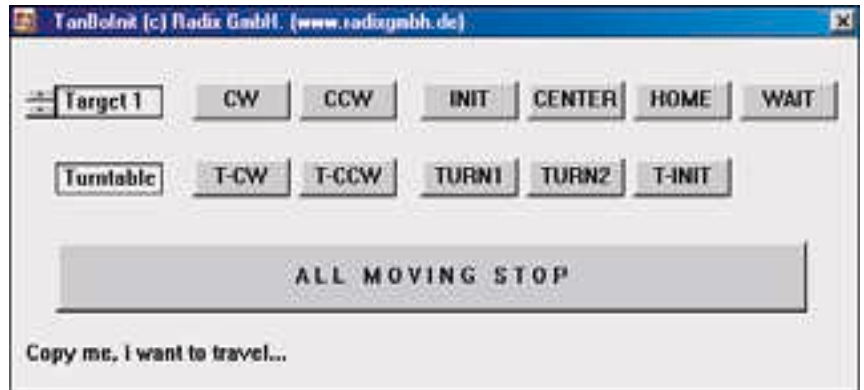 TanBoInit (c) Radix GmbH. (www.radixgmbh.de)
Target 1 CW CCW INIT CENTER HOME WAIT
Turntable T-CW T-CCW TURN1 TURN2 T-INIT
ALL MOVING STOP
Copy me, I want to travel...